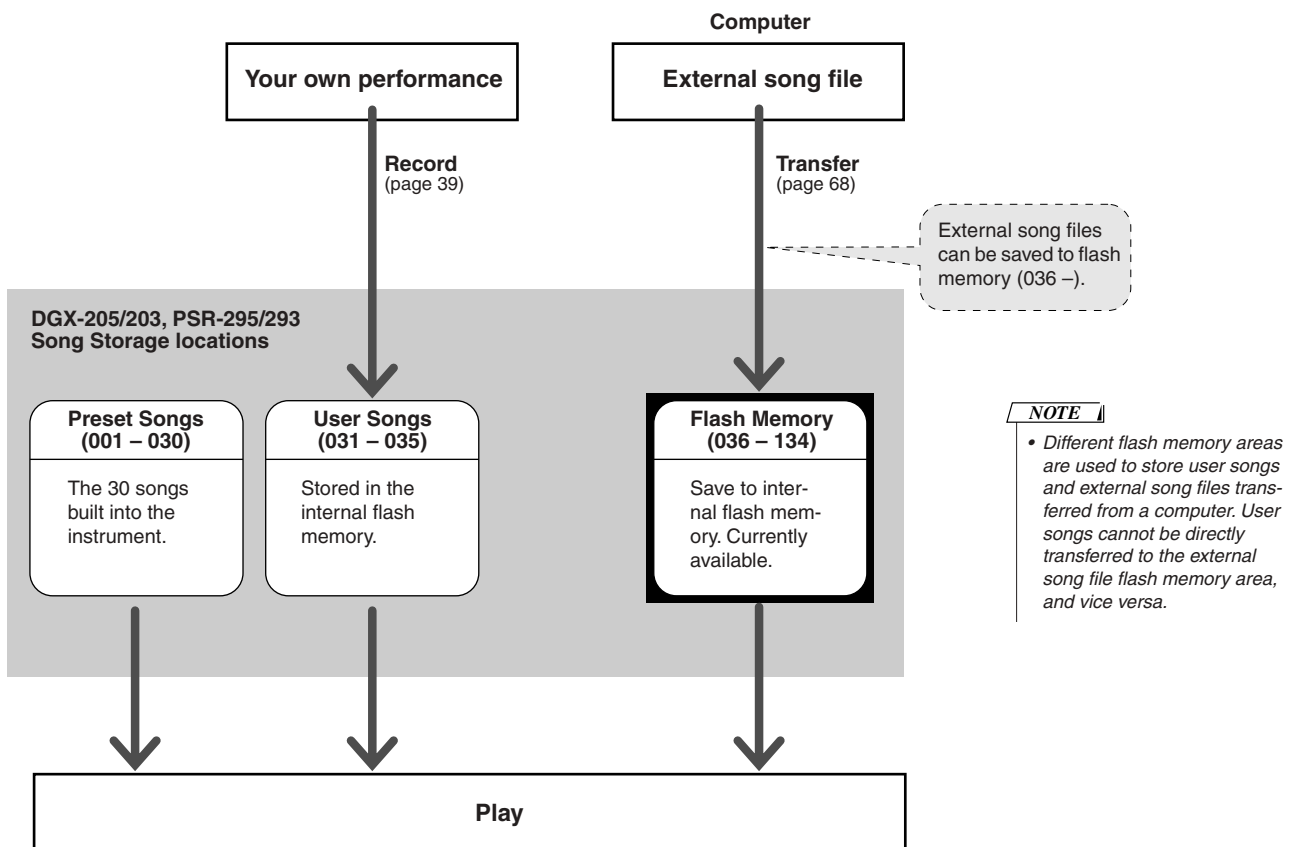 Computer
Your own performance
External song file
Record
(page 39)
Transfer
(page 68)
External song files
can be saved to flash
memory (036 –).
DGX-205/203, PSR-295/293
Song Storage locations
Preset Songs
(001 – 030)
The 30 songs
built into the
instrument.
User Songs
(031 – 035)
Stored in the
internal flash
memory.
Flash Memory
(036 – 134)
Save to inter-
nal flash mem-
ory. Currently
available.
NOTE
• Different flash memory areas
are used to store user songs
and external song files trans-
ferred from a computer. User
songs cannot be directly
transferred to the external
song file flash memory area,
and vice versa.
Play